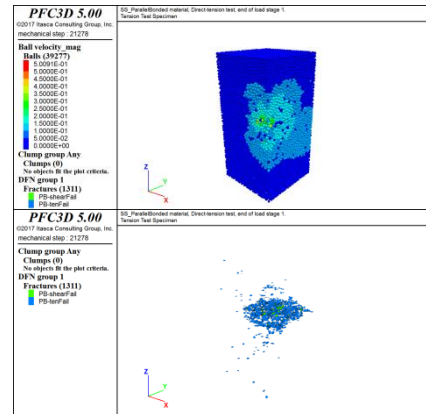 PFC3D 5.00
©2017 Itasca Consulting Group, Inc.
mechanical step : 21278
Ball velocity_mag
Balls (39277)
5.0091E-01
5.0000E-01
4.5000E-01
4.0000E-01
3.5000E-01
3.0000E-01
2.5000E-01
2.0000E-01
1.5000E-01
1.0000E-01
5.0000E-02
0.0000E+00
Clump group Any
Clumps (0)
No objects fit the plot criteria.
DFN group 1
Fractures (1311)
PB-shearFail
PB-tenFail
SS_ParallelBonded material, Direct-tension test, end of load stage 1.
Tension Test Specimen
Z
Y
X
PFC3D 5.00
©2017 Itasca Consulting Group, Inc.
mechanical step : 21278
Clump group Any
Clumps (0)
No objects fit the plot criteria.
DFN group 1
Fractures (1311)
PB-shearFail
PB-tenFail
SS_ParallelBonded material, Direct-tension test, end of load stage 1.
Tension Test Specimen
Z
Y
X